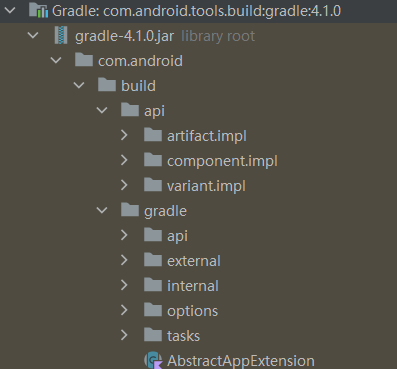 Gradle: com.android.tools.build:gradle:4.1.0
gradle-4.1.0.jar library root
com.android
build
api
artifact.impl
component.impl
variant.impl
gradle
api
external
internal
options
tasks
AbstractAppExtension